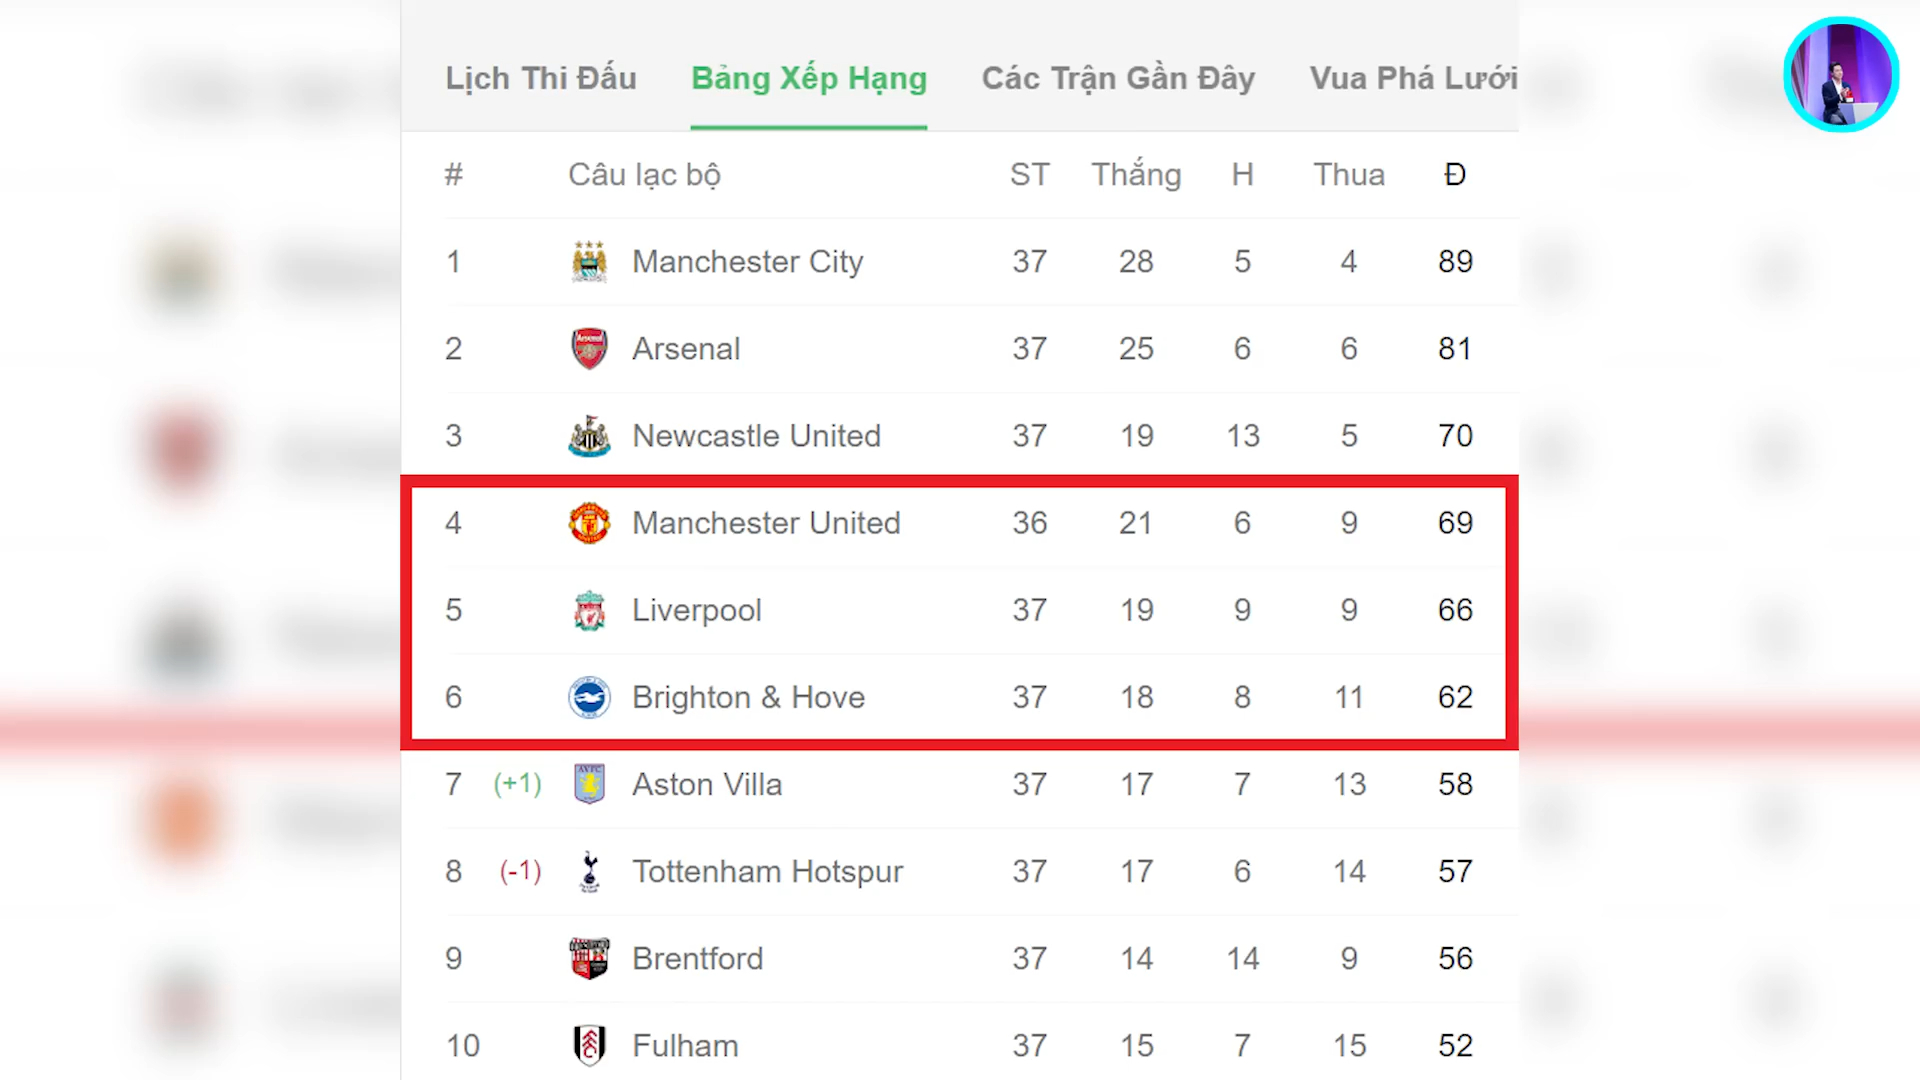 Lịch Thi Đấu Bảng Xếp Hạng Các Trận Gần Đây Vua Phá Lưới
# Câu lạc bộ ST Thắng H Thua Đ
1 Manchester City 37 28 5 4 89
2 Arsenal 37 25 6 6 81
3 Newcastle United 37 19 13 5 70
4 Manchester United 36 21 6 9 69
5 Liverpool 37 19 9 9 66
6 Brighton & Hove 37 18 8 11 62
7 (+1) Aston Villa 37 17 7 13 58
8 (-1) Tottenham Hotspur 37 17 6 14 57
9 Brentford 37 14 14 9 56
10 Fulham 37 15 7 15 52